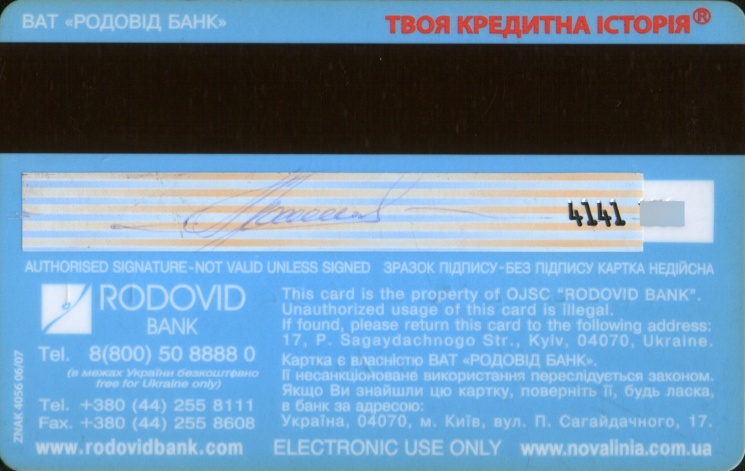 ВАТ «РОДОВІД БАНК»
ТВОЯ КРЕДИТНА ІСТОРІЯ®
4141
AUTHORISED SIGNATURE-NOT VALID UNLESS SIGNED ЗРАЗОК ПІДПИСУ-БЕЗ ПІДПИСУ КАРТКА НЕДІЙСНА
RODOVID
BANK
Tel. 8(800) 50 8888 0
(в межах України безкоштовно
free for Ukraine only)
Tel. +380 (44) 255 8111
Fax. +380 (44) 255 8608
This card is the property of OJSC "RODOVID BANK".
Unauthorized usage of this card is illegal.
If found, please return this card to the following address:
17, P. Sagaydachnogo Str., Kyiv, 04070, Ukraine.
Картка є власністю ВАТ «РОДОВІД БАНК».
Її несанкціоноване використання переслідується законом.
Якщо Ви знайшли цю картку, поверніть її, будь ласка,
в банк за адресою:
Україна, 04070, м. Київ, вул. П. Сагайдачного, 17.
ZNAK 4056 06/07
www.rodovidbank.com ELECTRONIC USE ONLY www.novalinia.com.ua